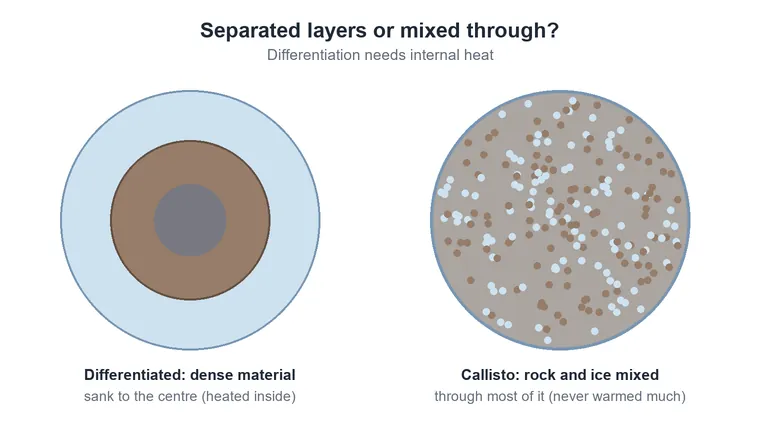 Separated layers or mixed through?
Differentiation needs internal heat
Differentiated: dense material
sank to the centre (heated inside)
Callisto: rock and ice mixed
through most of it (never warmed much)